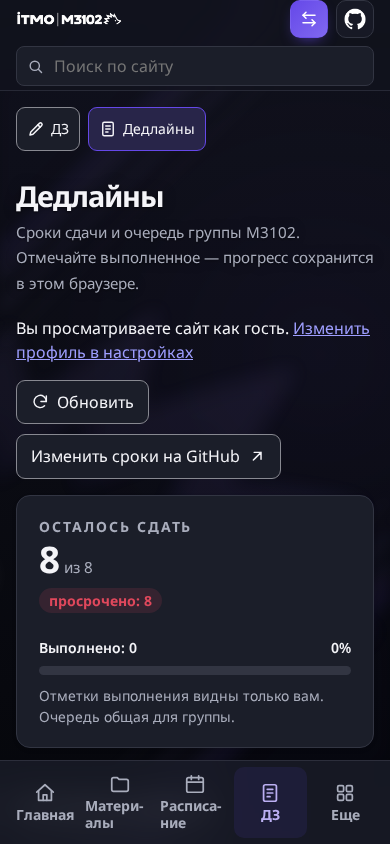 iTMO | M3102
Поиск по сайту
ДЗ
Дедлайны
Дедлайны
Сроки сдачи и очередь группы М3102.
Отмечайте выполненное — прогресс сохранится
в этом браузере.
Вы просматриваете сайт как гость. Изменить
профиль в настройках
Обновить
Изменить сроки на GitHub
ОСТАЛОСЬ СДАТЬ
8 из 8
просрочено: 8
Выполнено: 0 0%
Отметки выполнения видны только вам.
Очередь общая для группы.
Главная
Матери-
алы
Расписа-
ние
ДЗ
Еще